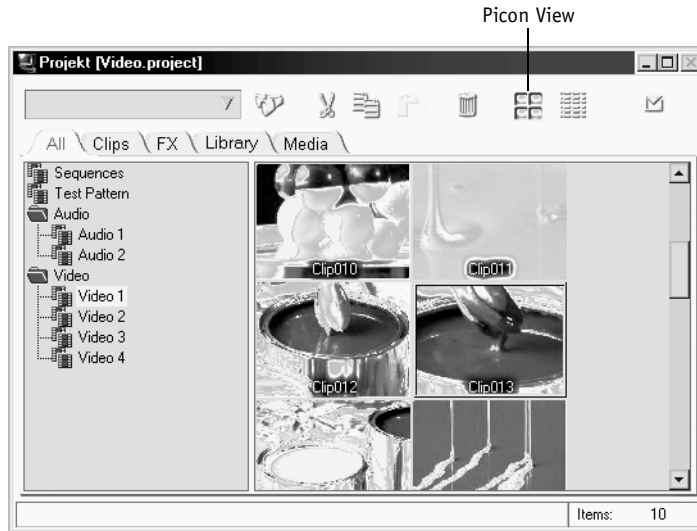 Picon View
Projekt [Video.project]
All Clips FX Library Media
Sequences
Test Pattern
Audio
Audio 1
Audio 2
Video
Video 1
Video 2
Video 3
Video 4
Clip010
Clip011
Clip012
Clip013
Items: 10